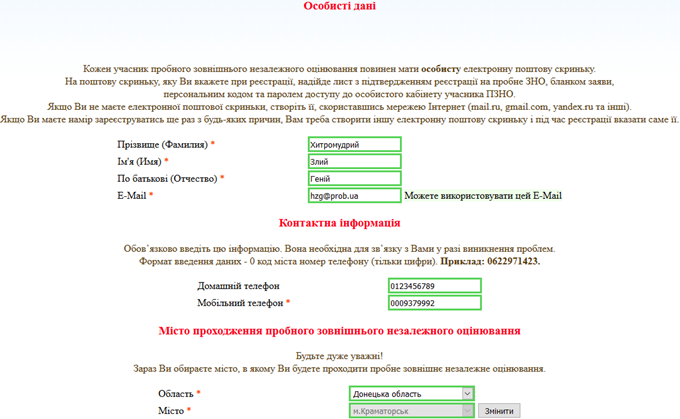 Особисті дані
Кожен учасник пробного зовнішнього незалежного оцінювання повинен мати особисту електронну поштову скриньку.
На поштову скриньку, яку Ви вкажете при реєстрації, надійде лист з підтвердженням реєстрації на пробне ЗНО, бланком заяви,
персональним кодом та паролем доступу до особистого кабінету учасника ПЗНО.
Якщо Ви не маєте електронної поштової скриньки, створіть її, скориставшись мережею Інтернет (mail.ru, gmail.com, yandex.ru та інші).
Якщо Ви маєте намір зареєструватись ще раз з будь-яких причин, Вам треба створити іншу електронну поштову скриньку і під час реєстрації вказати саме її.
Прізвище (Фамилия) * Хитромудрий
Ім'я (Имя) * Злий
По батькові (Отчество) * Геній
E-Mail * hzg@prob.ua Можете використовувати цей E-Mail
Контактна інформація
Обов’язково введіть цю інформацію. Вона необхідна для зв’язку з Вами у разі виникнення проблем.
Формат введення даних - 0 код міста номер телефону (тільки цифри). Приклад: 0622971423.
Домашній телефон 0123456789
Мобільний телефон * 0009379992
Місто проходження пробного зовнішнього незалежного оцінювання
Будьте дуже уважні!
Зараз Ви обираєте місто, в якому Ви будете проходити пробне зовнішнє незалежне оцінювання.
Область * Донецька область
Місто * м.Краматорськ Змінити